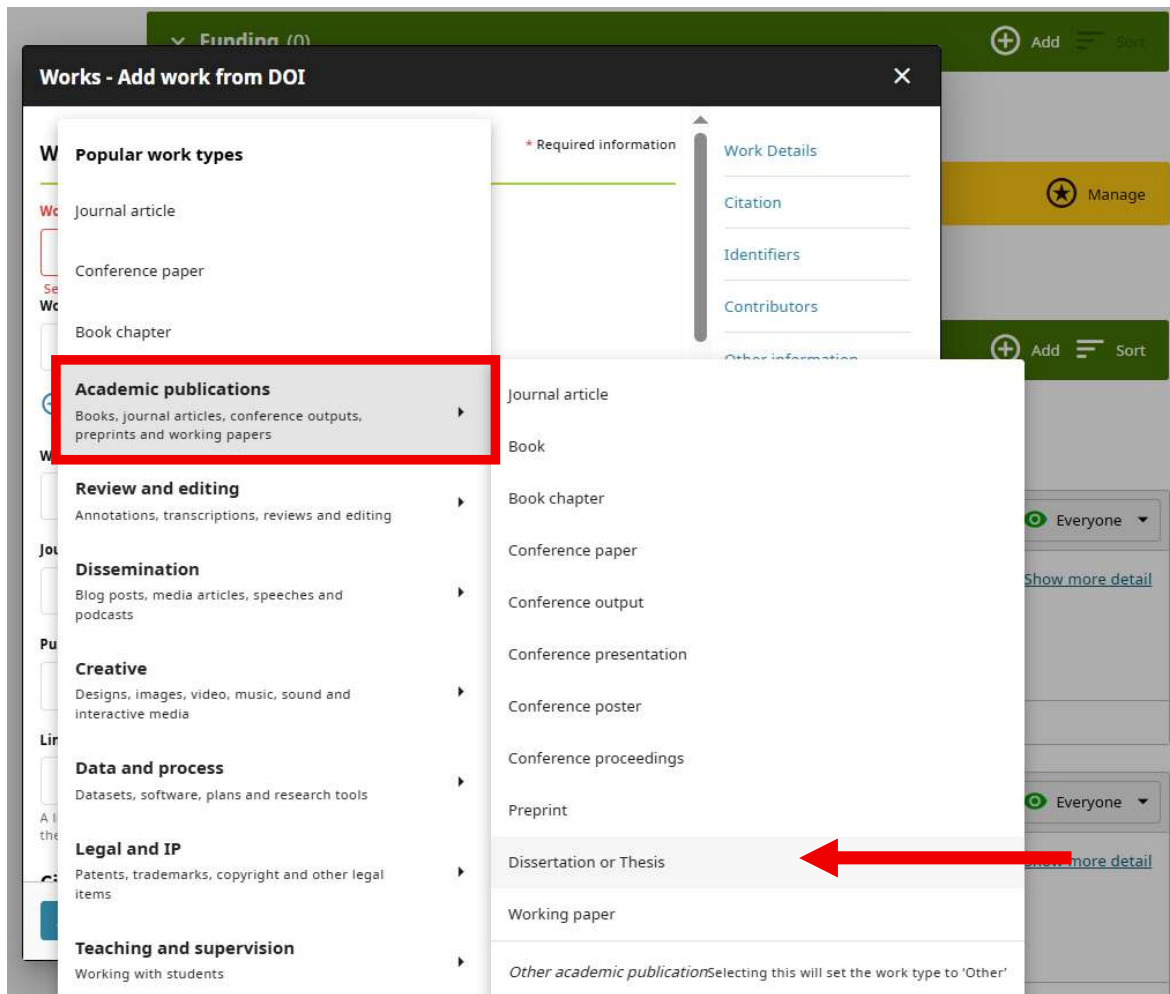 Funding (0)
Add
Sort
Works - Add work from DOI
Popular work types
* Required information
Journal article
Conference paper
Book chapter
Academic publications
Books, journal articles, conference outputs,
preprints and working papers
Review and editing
Annotations, transcriptions, reviews and editing
Dissemination
Blog posts, media articles, speeches and
podcasts
Creative
Designs, images, video, music, sound and
interactive media
Data and process
Datasets, software, plans and research tools
Legal and IP
Patents, trademarks, copyright and other legal
items
Teaching and supervision
Working with students
Work Details
Citation
Identifiers
Contributors
Other information
Journal article
Book
Book chapter
Conference paper
Conference output
Conference presentation
Conference poster
Conference proceedings
Preprint
Dissertation or Thesis
Working paper
Other academic publicationSelecting this will set the work type to 'Other'
Manage
Add
Sort
Everyone
Show more detail
Everyone
more detail